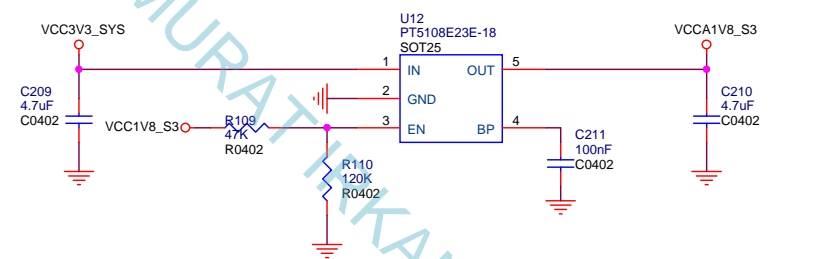 U12
PT5108E23E-18
SOT25
VCC3V3_SYS
VCCA1V8_S3
1
IN
OUT
5
2
GND
3
EN
BP
4
C209
4.7uF
C0402
VCC1V8_S3
R109
47K
R0402
R110
120K
R0402
C211
100nF
C0402
C210
4.7uF
C0402